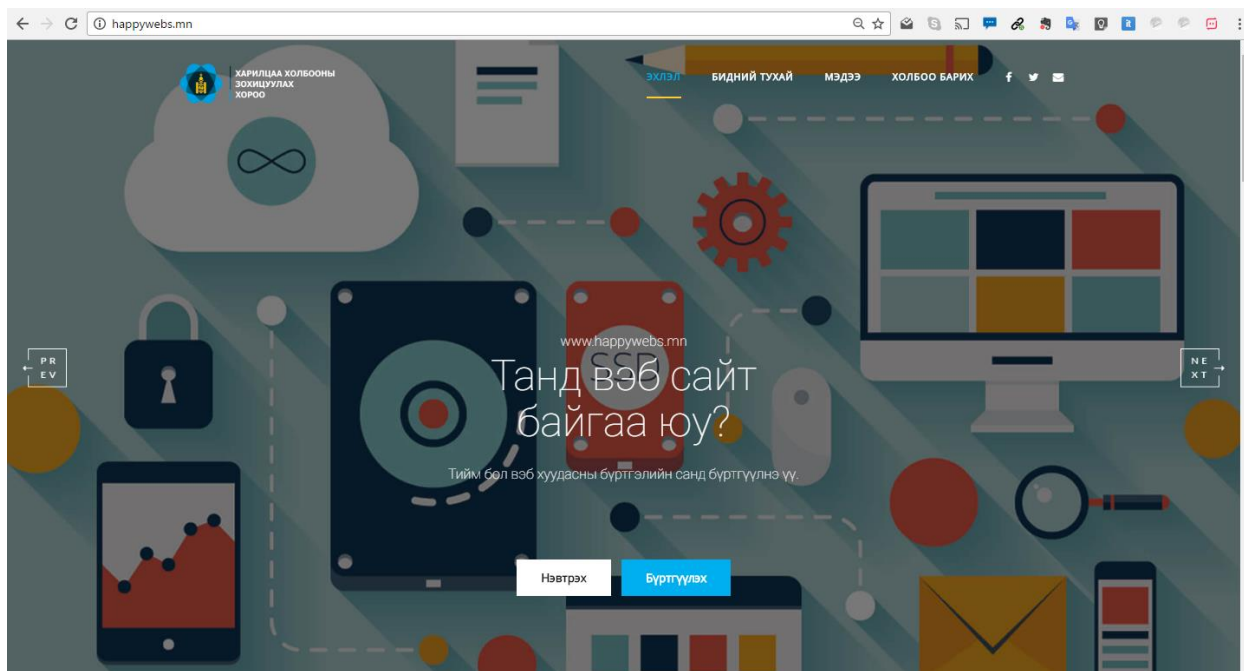 happywebs.mn
ХАРИЛЦАА ХОЛБООНЫ
ЗОХИЦУУЛАХ
ХОРОО
ЭХЛЭЛ БИДНИЙ ТУХАЙ МЭДЭЭ ХОЛБОО БАРИХ
PR
EV
NE
XT
SSD
www.happywebs.mn
Танд вэб сайт
байгаа юу?
Тийм бол вэб хуудасны бүртгэлийн санд бүртгүүлнэ үү.
Нэвтрэх Бүртгүүлэх